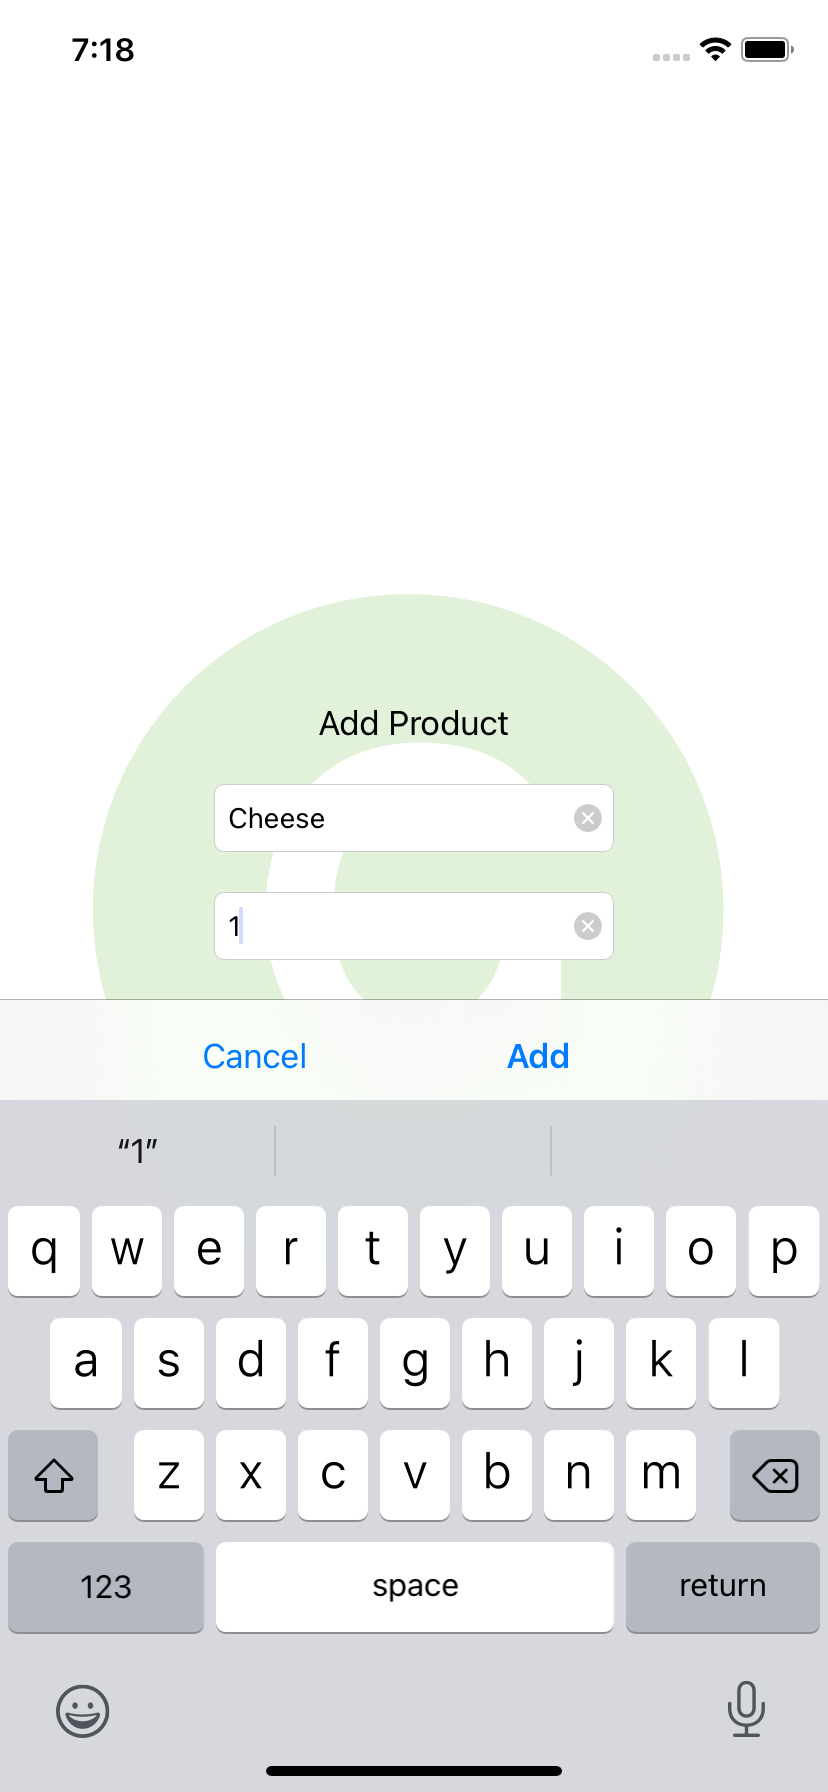 7:18
Add Product
Cheese
1
Cancel Add
“1”
q w e r t y u i o p
a s d f g h j k l
z x c v b n m
123 space return